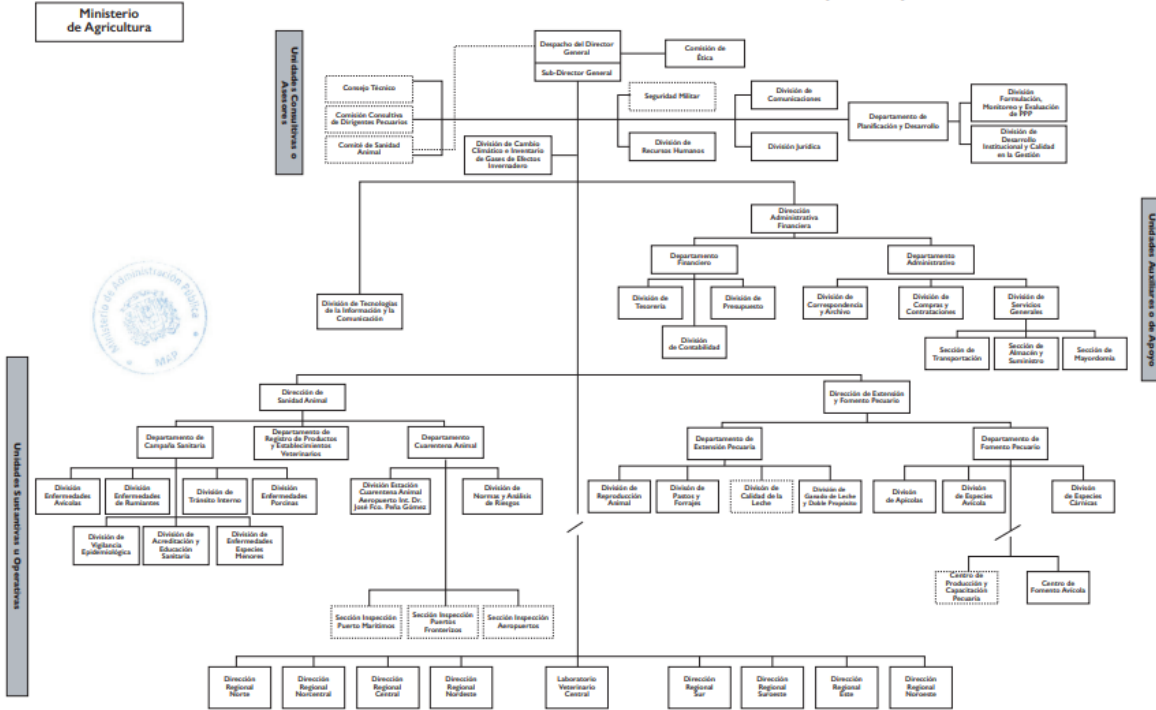 Ministerio
de Agricultura
Unidades Consultivas o
Asesores
Despacho del Director
General
Sub-Director General
Comisión de
Ética
Consejo Técnico
Comisión Consultiva
de Dirigentes Pecuarios
Comité de Sanidad
Animal
Seguridad Militar
División de
Comunicaciones
División de
Recursos Humanos
División Jurídica
Departamento de
Planificación y Desarrollo
División
Formulación,
Monitoreo y Evaluación
de PPP
División de
Desarrollo
Institucional y Calidad
en la Gestión
División de Cambio
Climático e Inventario
de Gases de Efectos
Invernadero
Unidades Auxiliares o de Apoyo
Dirección
Administrativa
Financiera
Departamento
Financiero
Departamento
Administrativo
División de
Tesorería
División de
Presupuesto
División
de Contabilidad
División de
Correspondencia
y Archivo
División de
Compras y
Contrataciones
División de
Servicios
Generales
Sección de
Transportación
Sección de
Almacén y
Suministro
Sección de
Mayordomía
División de Tecnologías
de la Información y la
Comunicación
Ministerio de Administración Pública
MAP
Unidades Sustantivas u Operativas
Dirección de
Sanidad Animal
Dirección de Extensión
y Fomento Pecuario
Departamento de
Campaña Sanitaria
Departamento de
Registro de Productos
y Establecimientos
Veterinarios
Departamento
Cuarentena Animal
Departamento de
Extensión Pecuaria
Departamento de
Fomento Pecuario
División
Enfermedades
Avícolas
División
Enfermedades
de Rumiantes
División de
Tránsito Interno
División
Enfermedades
Porcinas
División de
Vigilancia
Epidemiológica
División de
Acreditación y
Educación
Sanitaria
División de
Enfermedades
Especies
Menores
División Estación
Cuarentena Animal
Aeropuerto Int. Dr.
José Fco. Peña Gómez
División de
Normas y Análisis
de Riesgos
División de
Reproducción
Animal
División de
Pastos y
Forrajes
División de
Calidad de la
Leche
División de
Ganado de Leche
y Doble Propósito
División
de Apícolas
División
de Especies
Avícola
División
de Especies
Cárnicas
Centro de
Producción y
Capacitación
Pecuaria
Centro de
Fomento Avícola
Sección Inspección
Puerto Marítimos
Sección Inspección
Puertos
Fronterizos
Sección Inspección
Aeropuertos
Dirección
Regional
Norte
Dirección
Regional
Norcentral
Dirección
Regional
Central
Dirección
Regional
Nordeste
Laboratorio
Veterinario
Central
Dirección
Regional
Sur
Dirección
Regional
Suroeste
Dirección
Regional
Este
Dirección
Regional
Noroeste